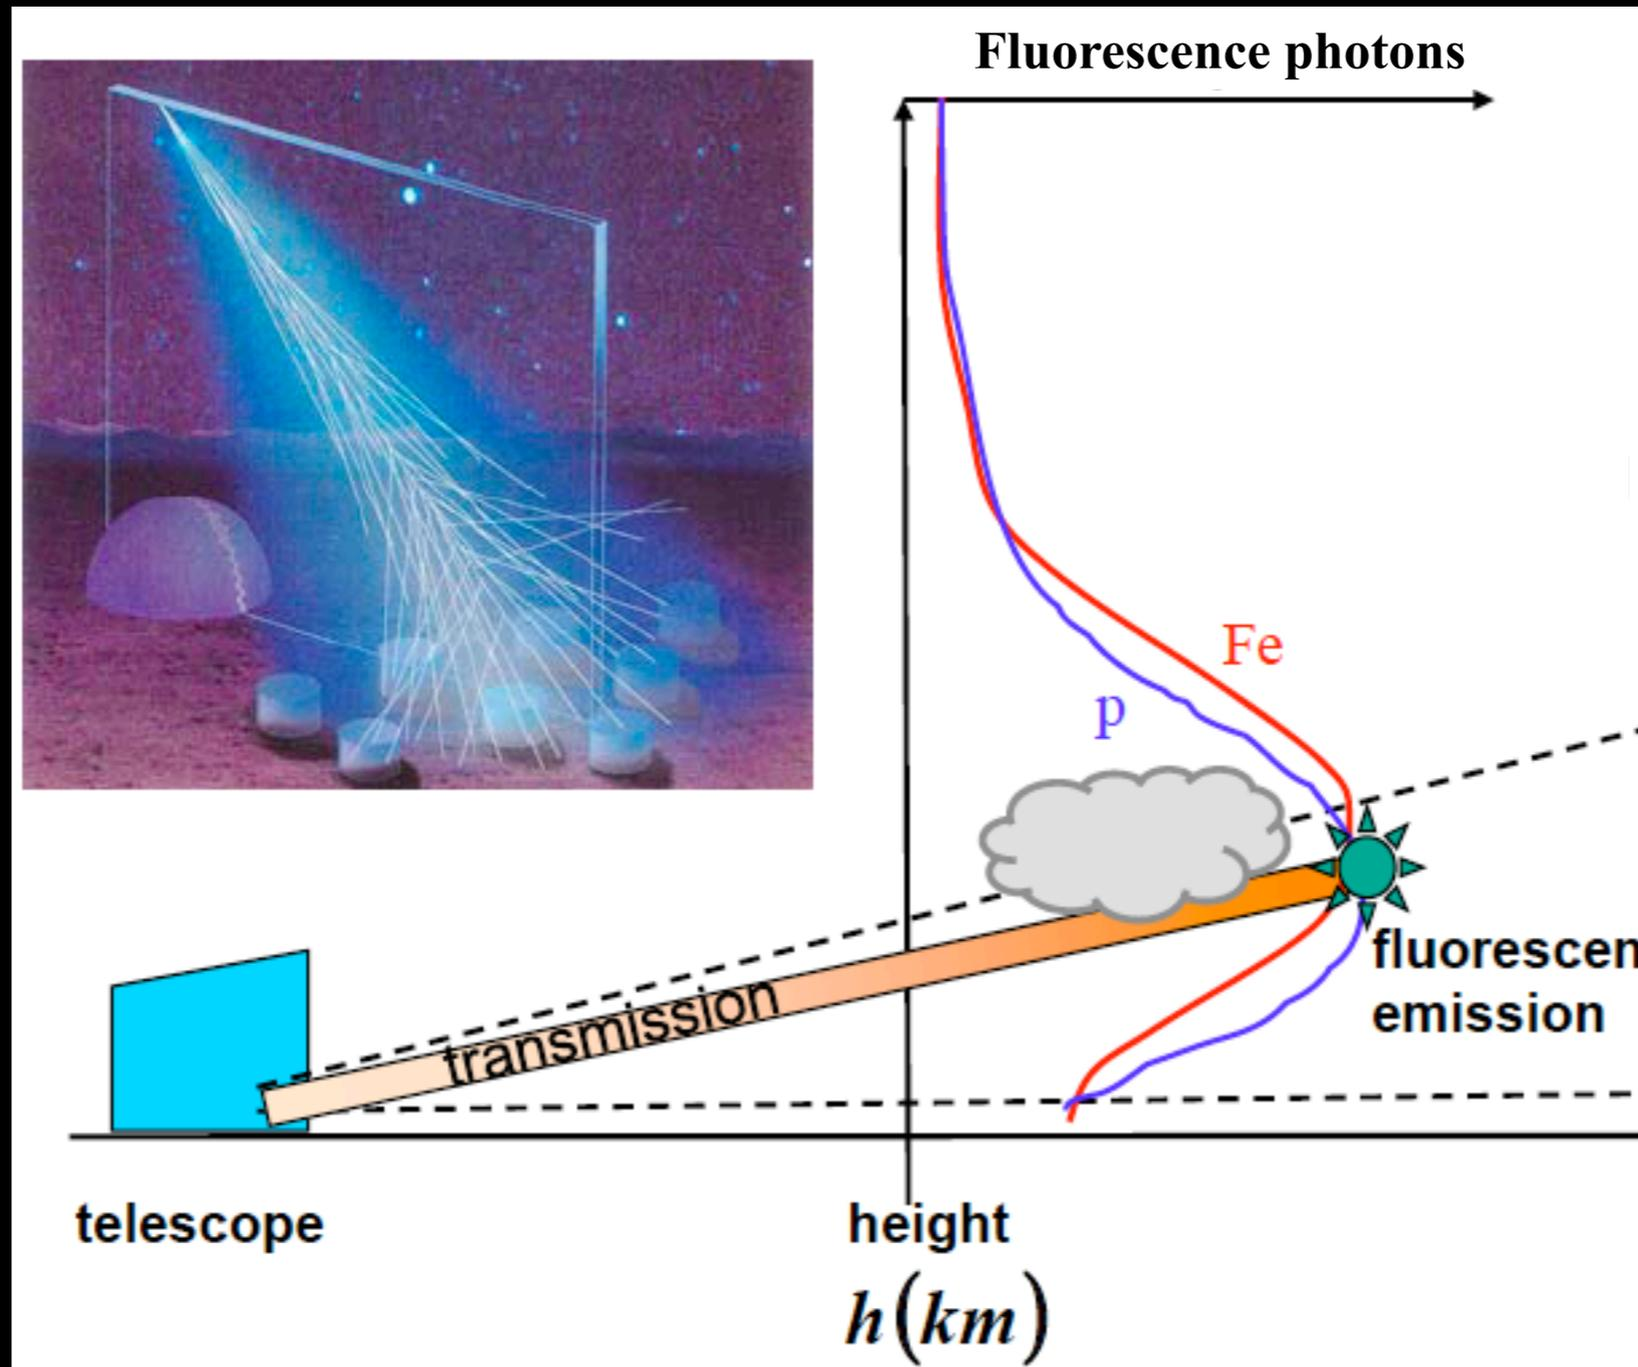 Fluorescence photons
Fe
p
transmission
fluorescen
emission
telescope
height
h(km)